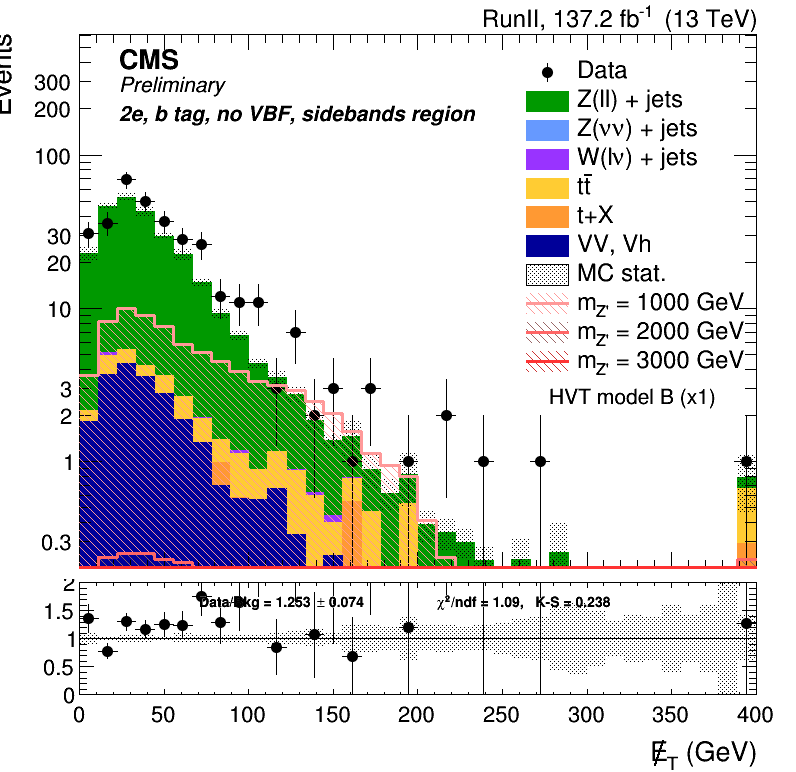 RunII, 137.2 fb⁻¹ (13 TeV)
Events
CMS
Preliminary
2e, b tag, no VBF, sidebands region
Data
Z(ll) + jets
Z(νν) + jets
W(lν) + jets
tt̄
t+X
VV, Vh
MC stat.
m_Z' = 1000 GeV
m_Z' = 2000 GeV
m_Z' = 3000 GeV
HVT model B (x1)
300
200
100
30
20
10
3
2
1
0.3
2
1.5
1
0.5
0
Data/Bkg = 1.253 ± 0.074
χ²/ndf = 1.09, K-S = 0.238
0 50 100 150 200 250 300 350 400
E̸_T (GeV)